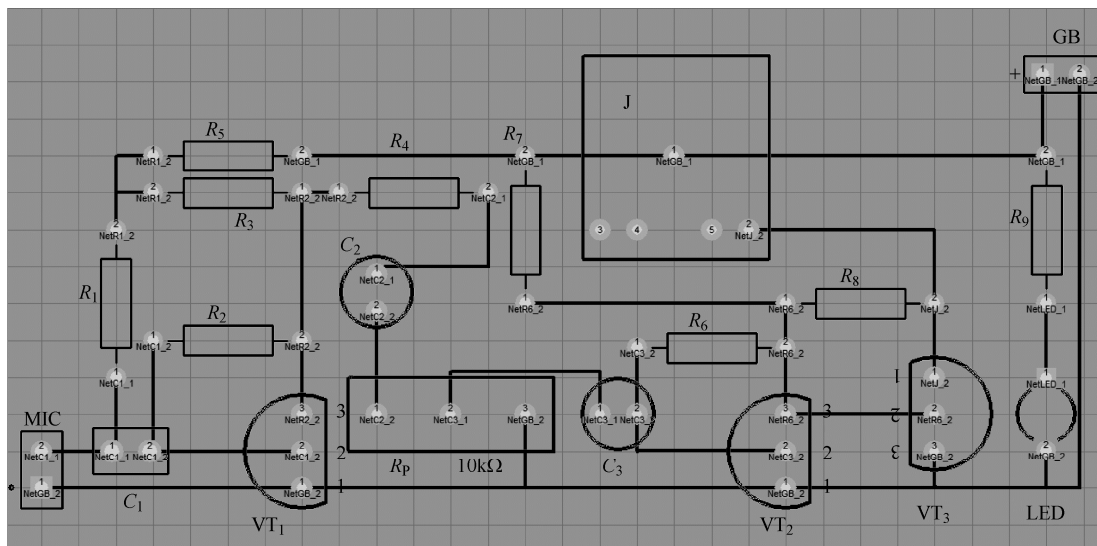 GB
1 2
+ NetGB_1 NetGB_2
J
R5
R4
R7
1 2 2 1 2
NetR1_2 NetGB_1 NetGB_1 NetGB_1 NetGB_1
2 2 1 2
NetR1_2 NetR2_2 NetR2_2 NetC2_1
R3
R9
2 3 4 5 2
NetR1_2 NetJ_2
C2
1
NetC2_1
R1
R8
1 1 2 1
NetR6_2 NetR6_2 NetJ_2 NetLED_1
2
NetC2_2
R2
R6
1 2 2 2
NetC1_2 NetR2_2 NetC3_2 NetR6_2
1 1 1
NetC1_1 NetJ_2 NetLED_1
1
MIC
3 3 1 2 3 1 2 3 3 2 2
NetR2_2 NetC2_2 NetC3_1 NetGB_2 NetC3_1 NetC3_2 NetR6_2 NetR6_2
2 1 2 2 2 2 2 3 3 2
NetC1_1 NetC1_1 NetC1_2 NetC1_2 NetC3_2 NetGB_2 NetGB_2
RP 10kΩ C3
1 1 1 1 1
NetGB_2 NetGB_2 NetGB_2
C1
VT1 VT2 VT3 LED